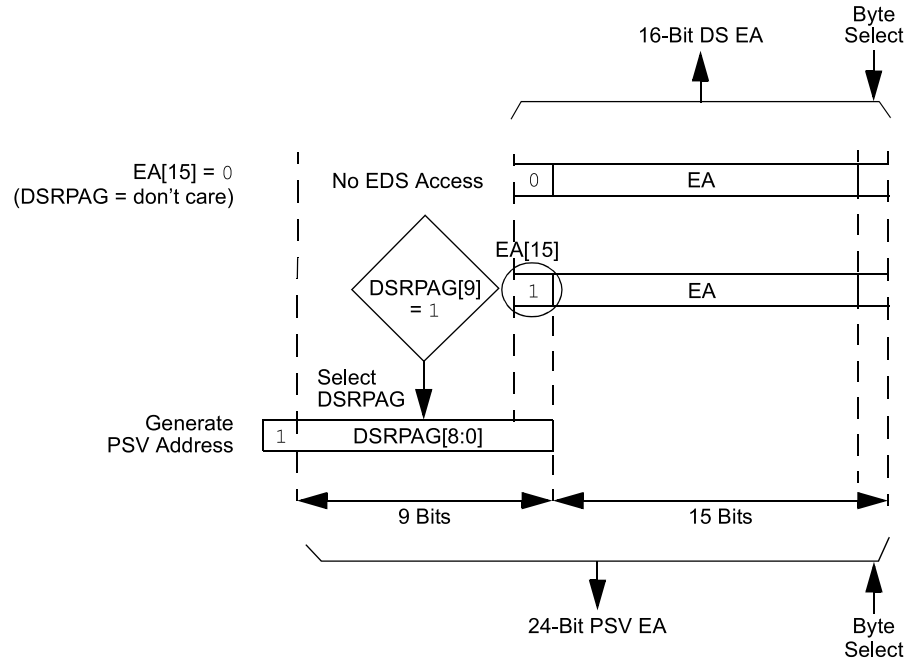 Byte
Select
16-Bit DS EA
EA[15] = 0
(DSRPAG = don't care)
No EDS Access
0
EA
EA[15]
DSRPAG[9]
= 1
1
EA
Select
DSRPAG
Generate
PSV Address
1
DSRPAG[8:0]
9 Bits
15 Bits
24-Bit PSV EA
Byte
Select